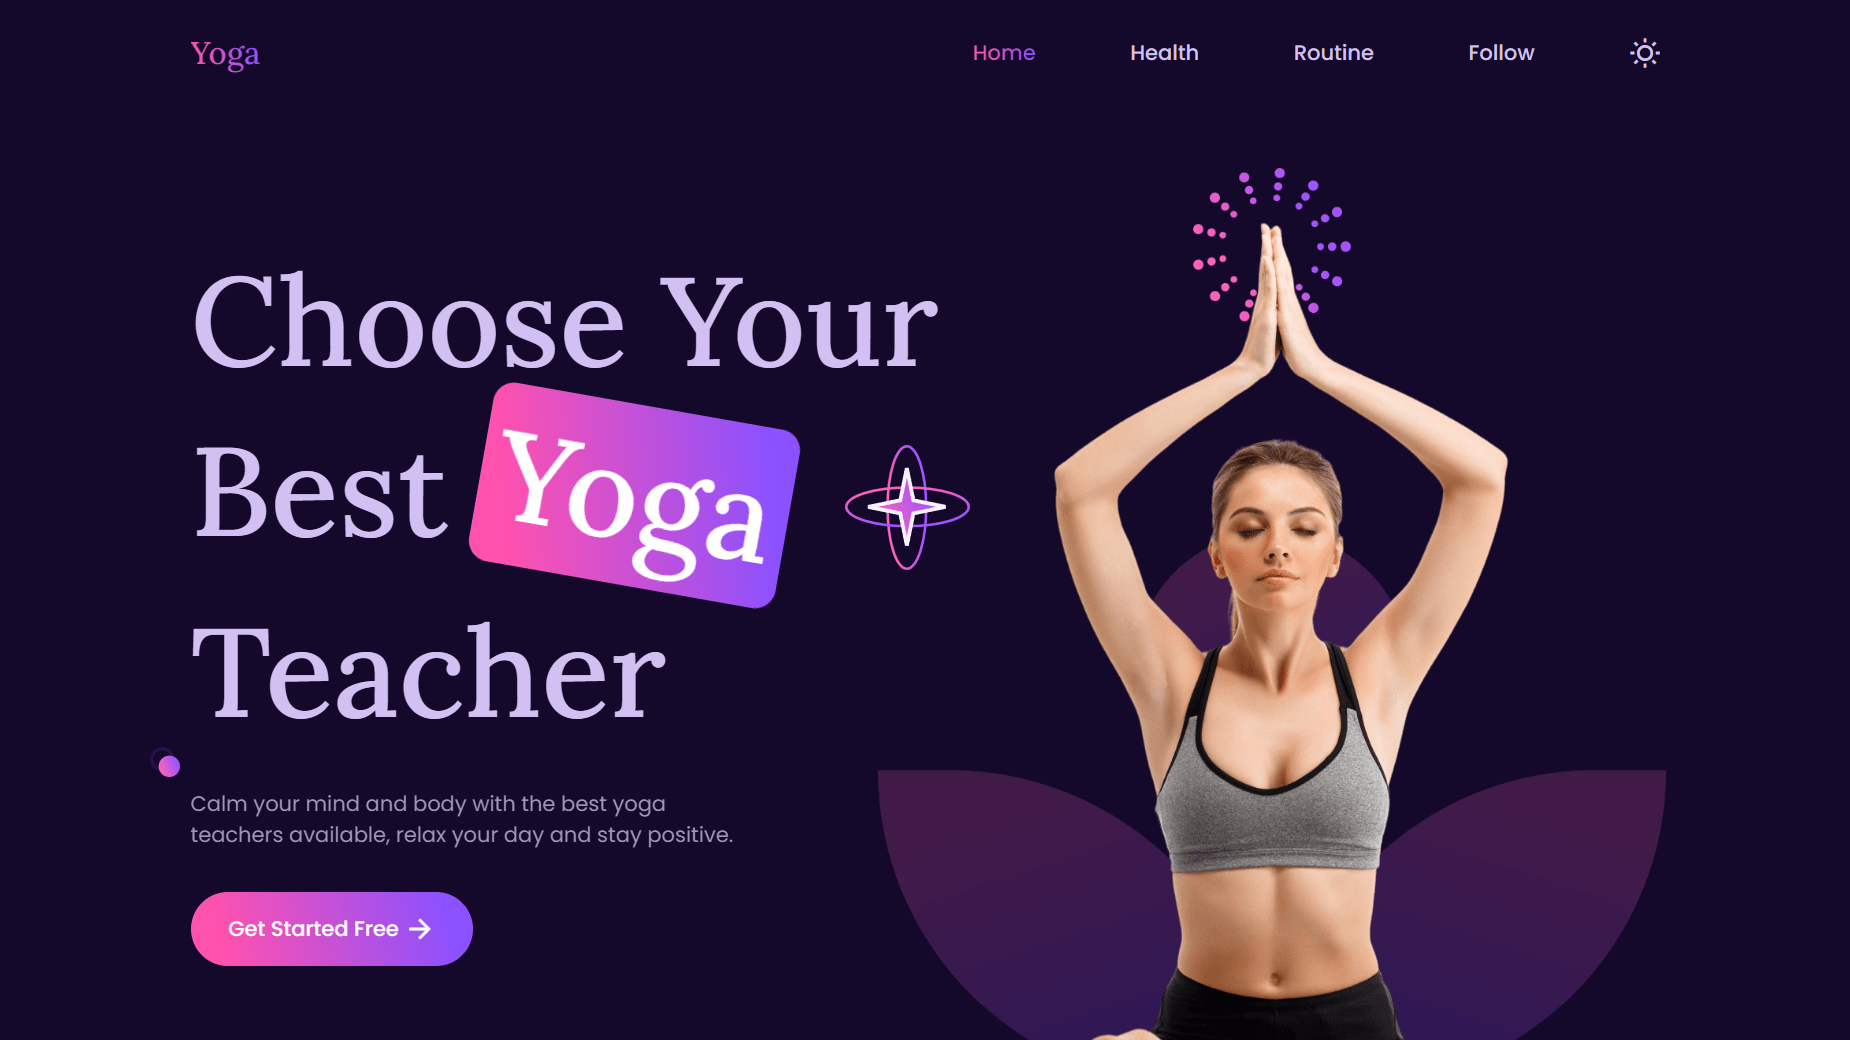 Yoga
Home
Health
Routine
Follow
Choose Your
Best Yoga
Teacher
Calm your mind and body with the best yoga
teachers available, relax your day and stay positive.
Get Started Free